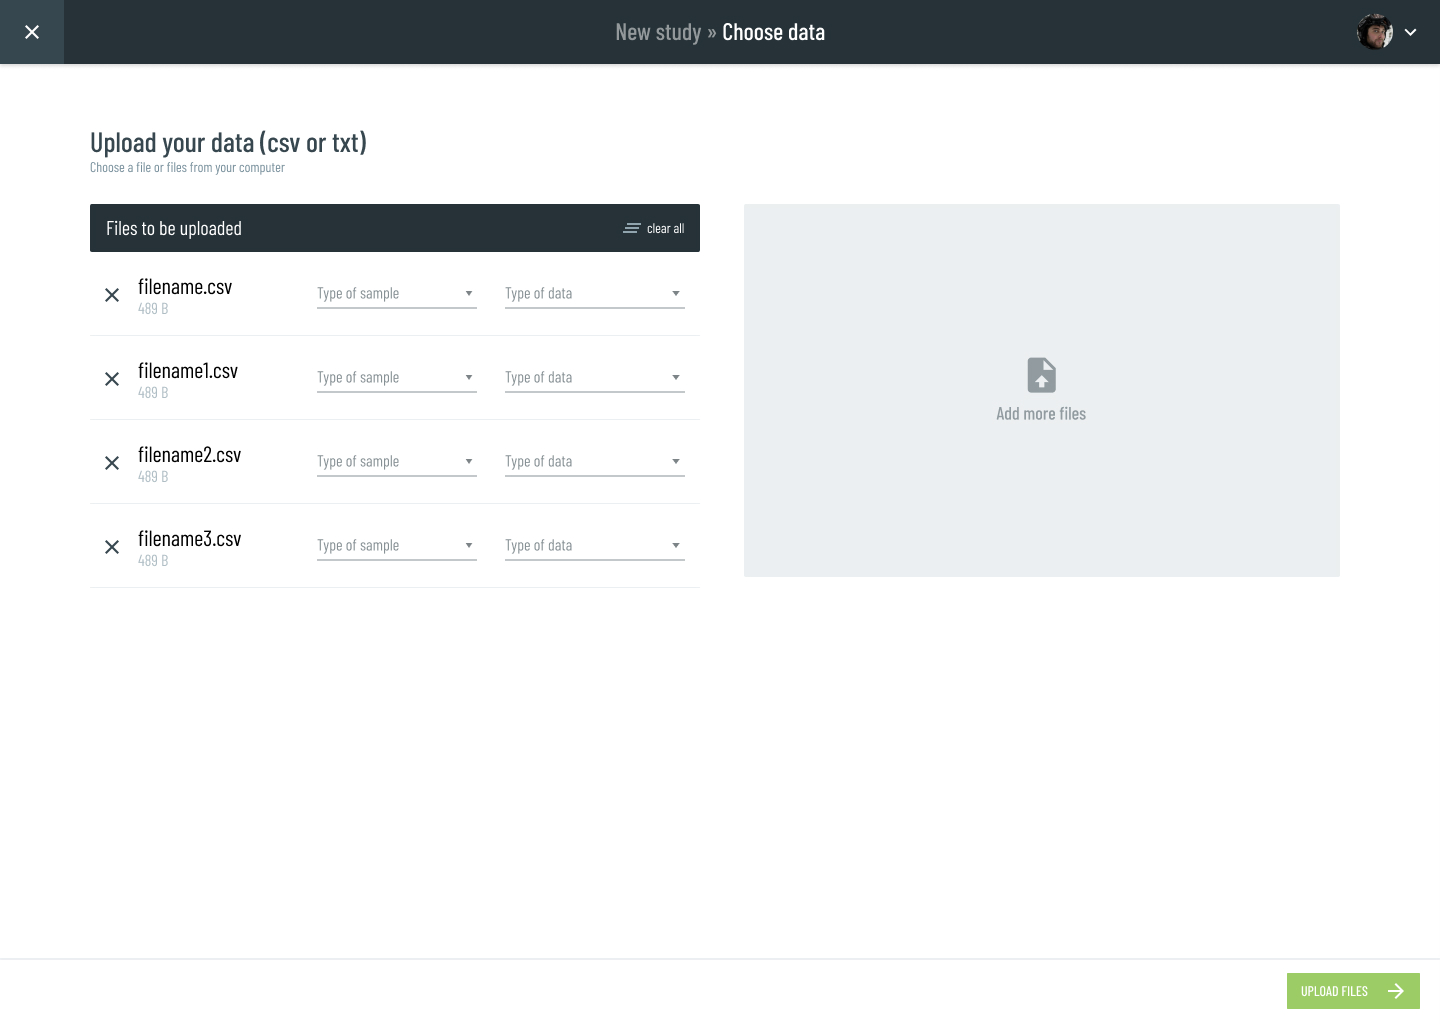 New study » Choose data
Upload your data (csv or txt)
Choose a file or files from your computer
Files to be uploaded
clear all
filename.csv
489 B
Type of sample
Type of data
filename1.csv
489 B
Type of sample
Type of data
filename2.csv
489 B
Type of sample
Type of data
filename3.csv
489 B
Type of sample
Type of data
Add more files
UPLOAD FILES